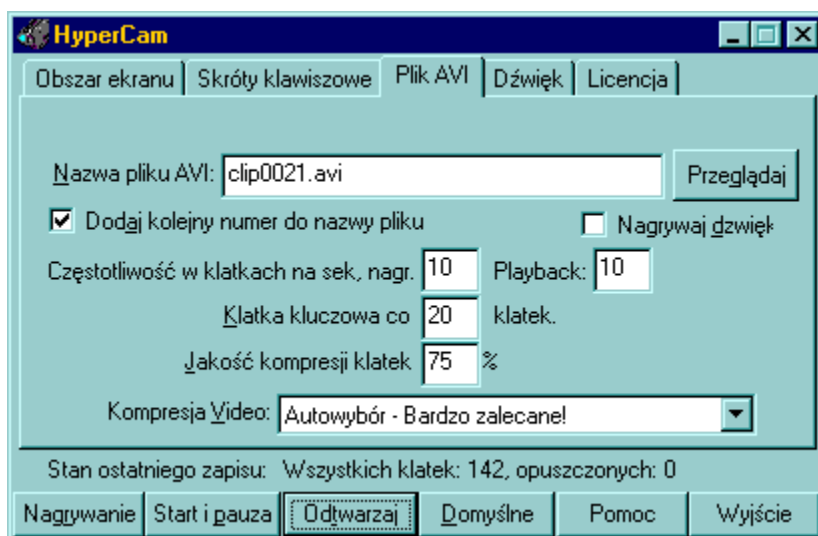 HyperCam
Obszar ekranu Skróty klawiszowe Plik AVI Dźwięk Licencja
Nazwa pliku AVI: clip0021.avi Przeglądaj
Dodaj kolejny numer do nazwy pliku Nagrywaj dzwięk
Częstotliwość w klatkach na sek, nagr. 10 Playback: 10
Klatka kluczowa co 20 klatek.
Jakość kompresji klatek 75 %
Kompresja Video: Autowybór - Bardzo zalecane!
Stan ostatniego zapisu: Wszystkich klatek: 142, opuszczonych: 0
Nagrywanie Start i pauza Odtwarzaj Domyślne Pomoc Wyjście